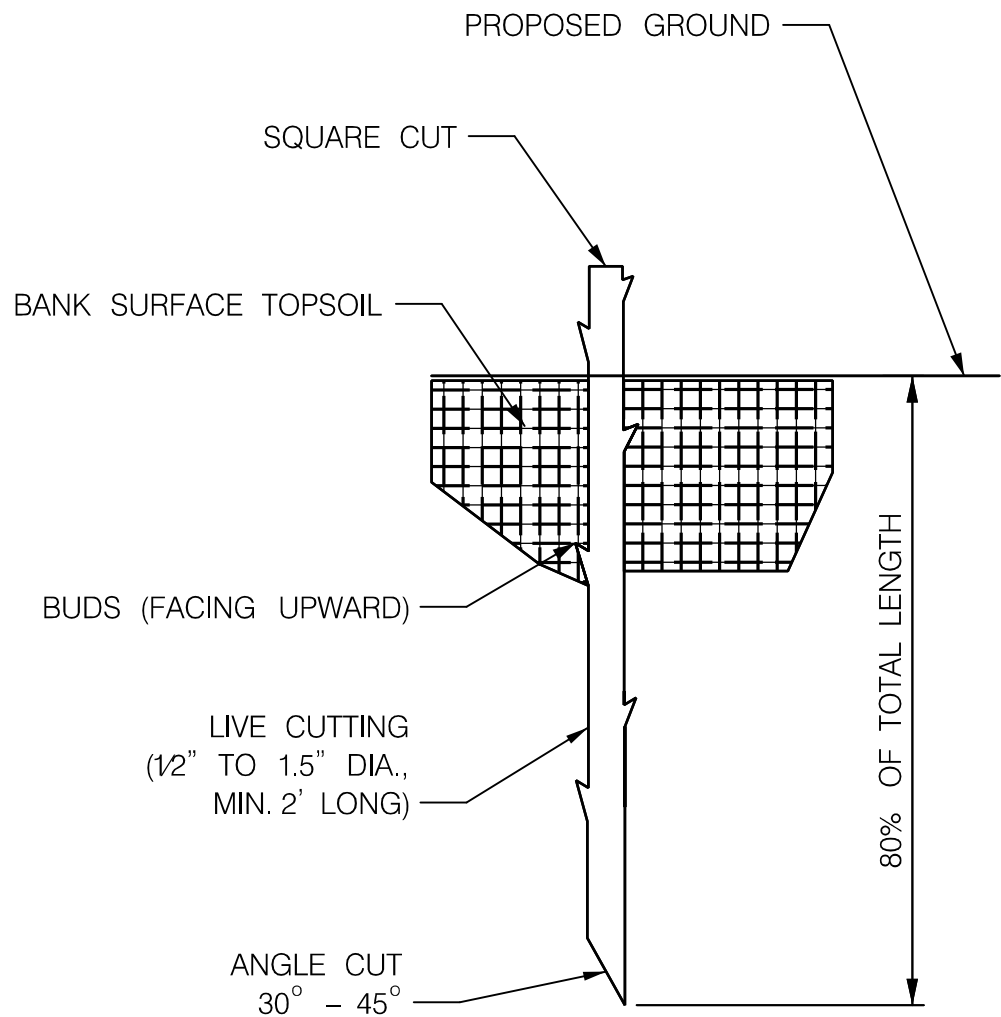 PROPOSED GROUND
SQUARE CUT
BANK SURFACE TOPSOIL
BUDS (FACING UPWARD)
LIVE CUTTING
(1/2” TO 1.5” DIA.,
MIN. 2’ LONG)
80% OF TOTAL LENGTH
ANGLE CUT
30° – 45°